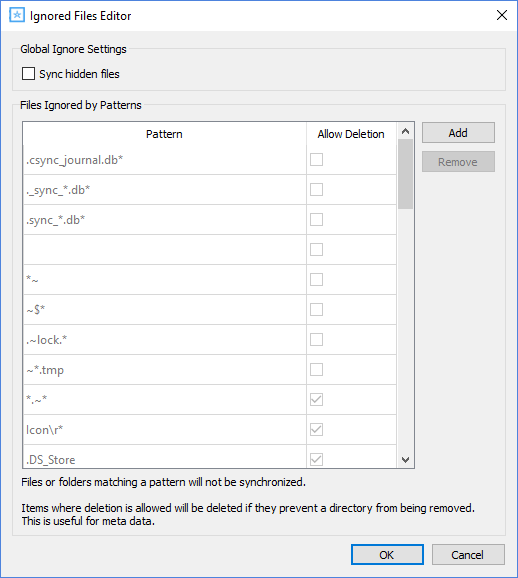 Ignored Files Editor
Global Ignore Settings
Sync hidden files
Files Ignored by Patterns
Pattern
Allow Deletion
Add
.csync_journal.db*
Remove
._sync_*.db*
.sync_*.db*
*~
~$*
.~lock.*
~*.tmp
*.~*
Icon\r*
.DS_Store
Files or folders matching a pattern will not be synchronized.
Items where deletion is allowed will be deleted if they prevent a directory from being removed.
This is useful for meta data.
OK
Cancel